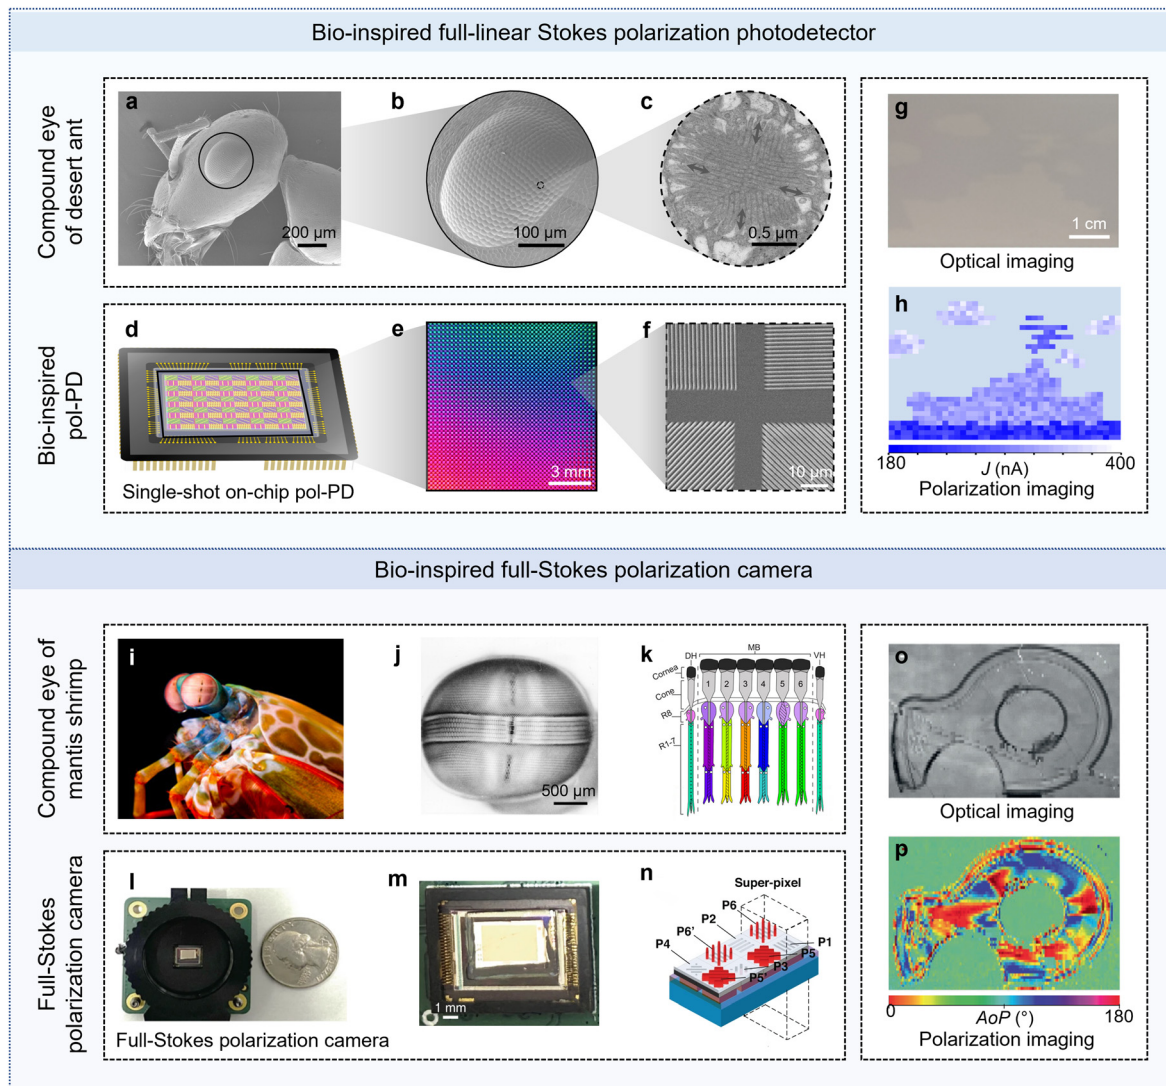 Bio-inspired full-linear Stokes polarization photodetector
Compound eye
of desert ant
a
200 μm
b
100 μm
c
0.5 μm
g
1 cm
Optical imaging
Bio-inspired
pol-PD
d
Single-shot on-chip pol-PD
e
3 mm
f
10 μm
h
180
400
J (nA)
Polarization imaging
Bio-inspired full-Stokes polarization camera
Compound eye of
mantis shrimp
i
j
500 μm
k
DH
MB
VH
Cornea
Cone
R8
R1-7
1 2 3 4 5 6
o
Optical imaging
Full-Stokes
polarization camera
l
Full-Stokes polarization camera
m
1 mm
n
Super-pixel
P6
P2
P6'
P4
P1
P5
P3
P5'
p
0
180
AoP (°)
Polarization imaging